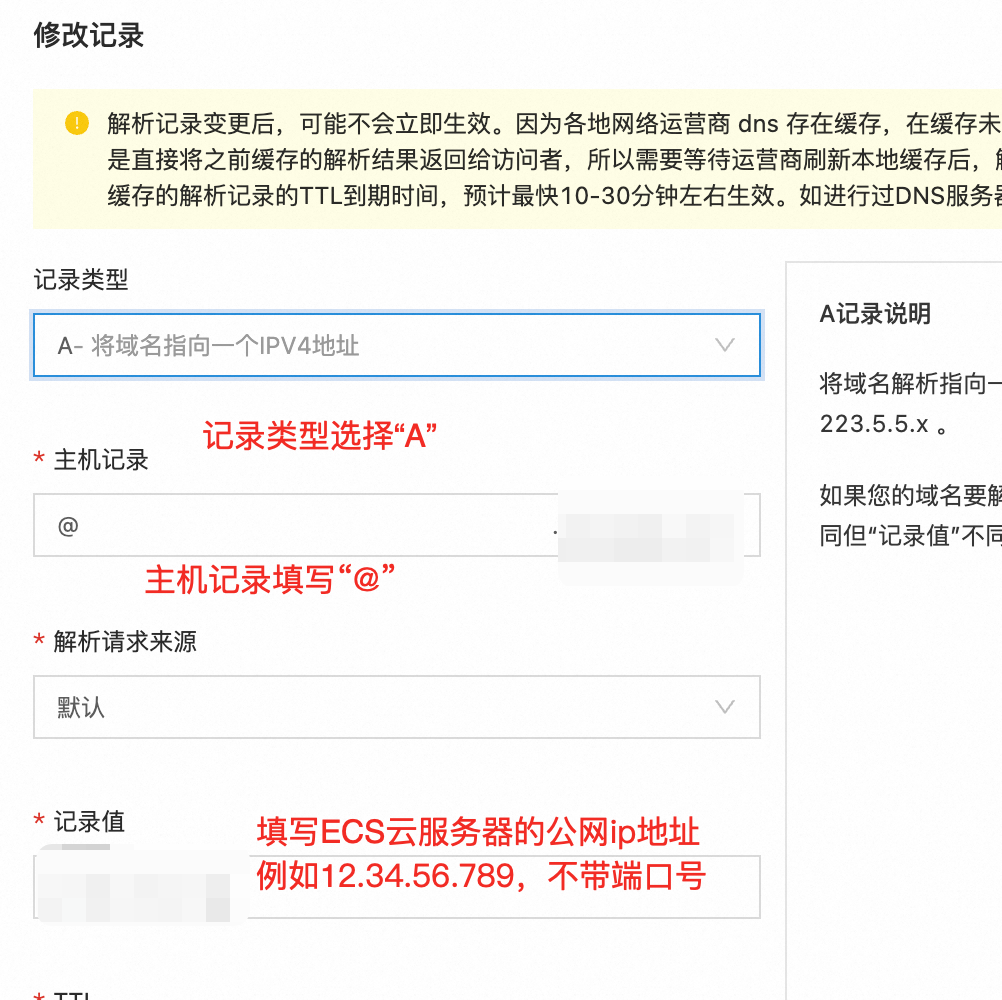 修改记录
解析记录变更后，可能不会立即生效。因为各地网络运营商 dns 存在缓存，在缓存未
是直接将之前缓存的解析结果返回给访问者，所以需要等待运营商刷新本地缓存后，
缓存的解析记录的TTL到期时间，预计最快10-30分钟左右生效。如进行过DNS服务器
记录类型
A- 将域名指向一个IPV4地址
记录类型选择“A”
* 主机记录
@ .
主机记录填写“@”
* 解析请求来源
默认
* 记录值
填写ECS云服务器的公网ip地址
例如12.34.56.789，不带端口号
* TTL
A记录说明
将域名解析指向一
223.5.5.x 。
如果您的域名要解
同但“记录值”不同